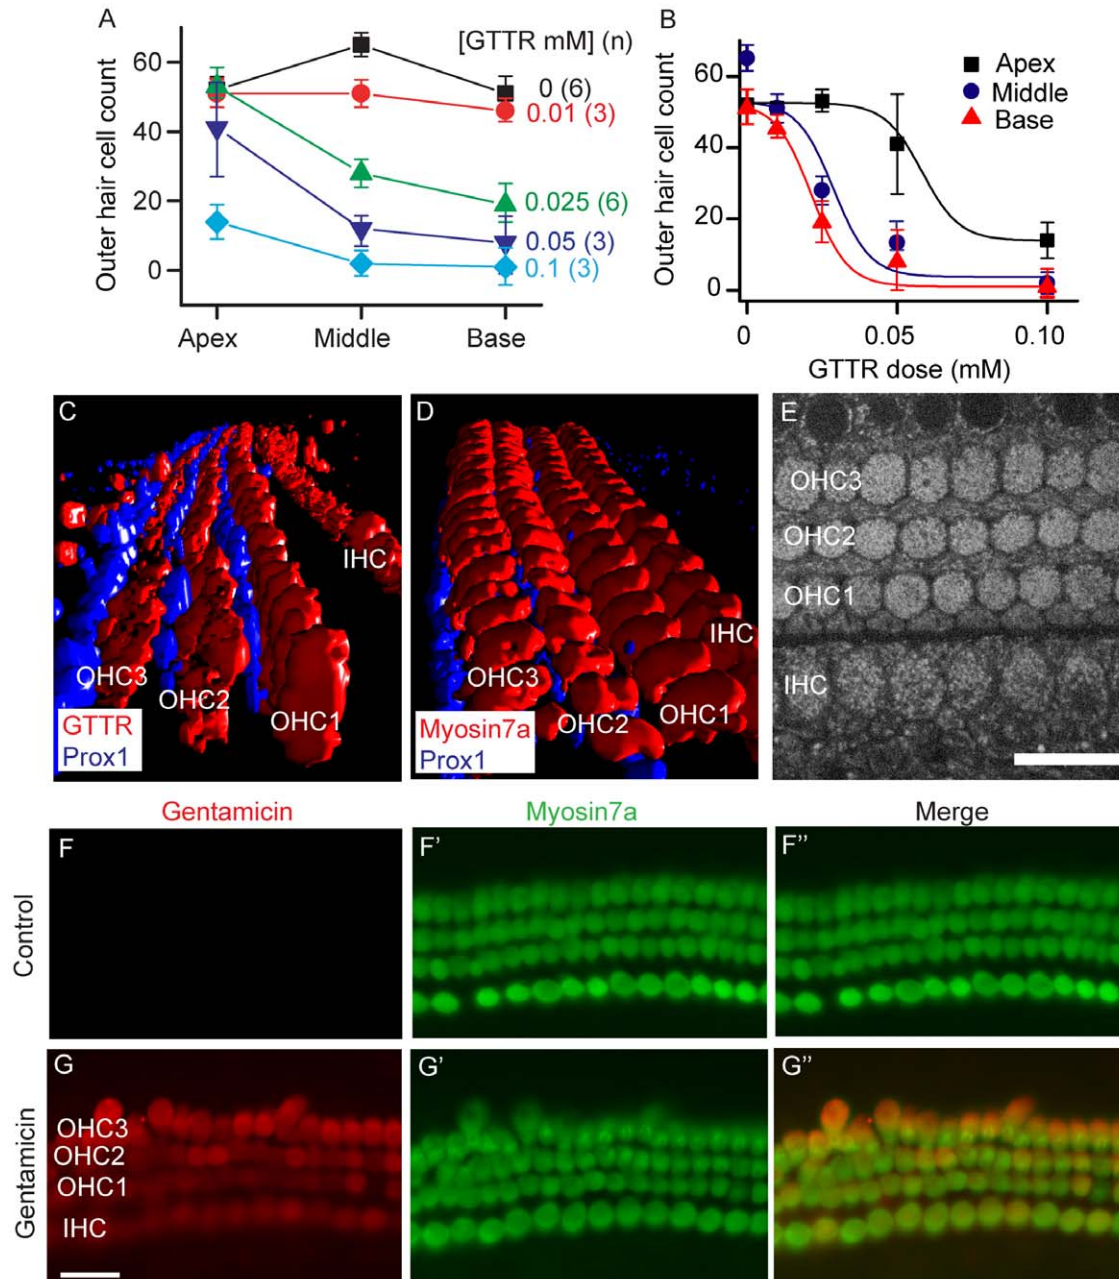 A
Outer hair cell count
60
40
20
0
Apex
Middle
Base
[GTTR mM] (n)
0 (6)
0.01 (3)
0.025 (6)
0.05 (3)
0.1 (3)
B
Outer hair cell count
60
40
20
0
0
0.05
0.10
GTTR dose (mM)
Apex
Middle
Base
C
IHC
OHC3
OHC2
OHC1
GTTR
Prox1
D
IHC
OHC3
OHC2
OHC1
Myosin7a
Prox1
E
OHC3
OHC2
OHC1
IHC
Gentamicin
Myosin7a
Merge
Control
F
F’
F’’
Gentamicin
G
OHC3
OHC2
OHC1
IHC
G’
G’’